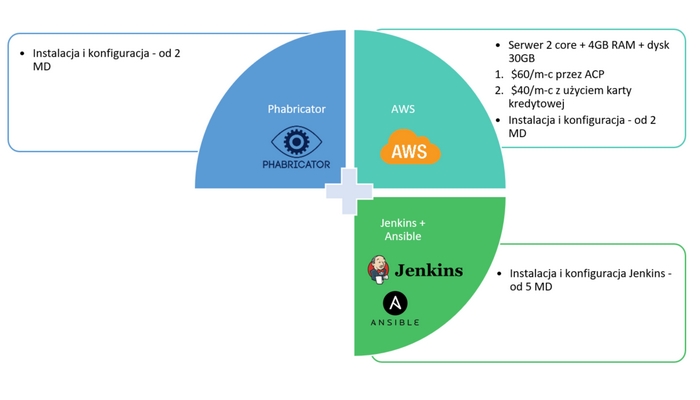 • Instalacja i konfiguracja - od 2
MD
Phabricator
PHABRICATOR
AWS
AWS
• Serwer 2 core + 4GB RAM + dysk
30GB
1. $60/m-c przez ACP
2. $40/m-c z użyciem karty
kredytowej
• Instalacja i konfiguracja - od 2
MD
Jenkins +
Ansible
Jenkins
A
ANSIBLE
• Instalacja i konfiguracja Jenkins -
od 5 MD